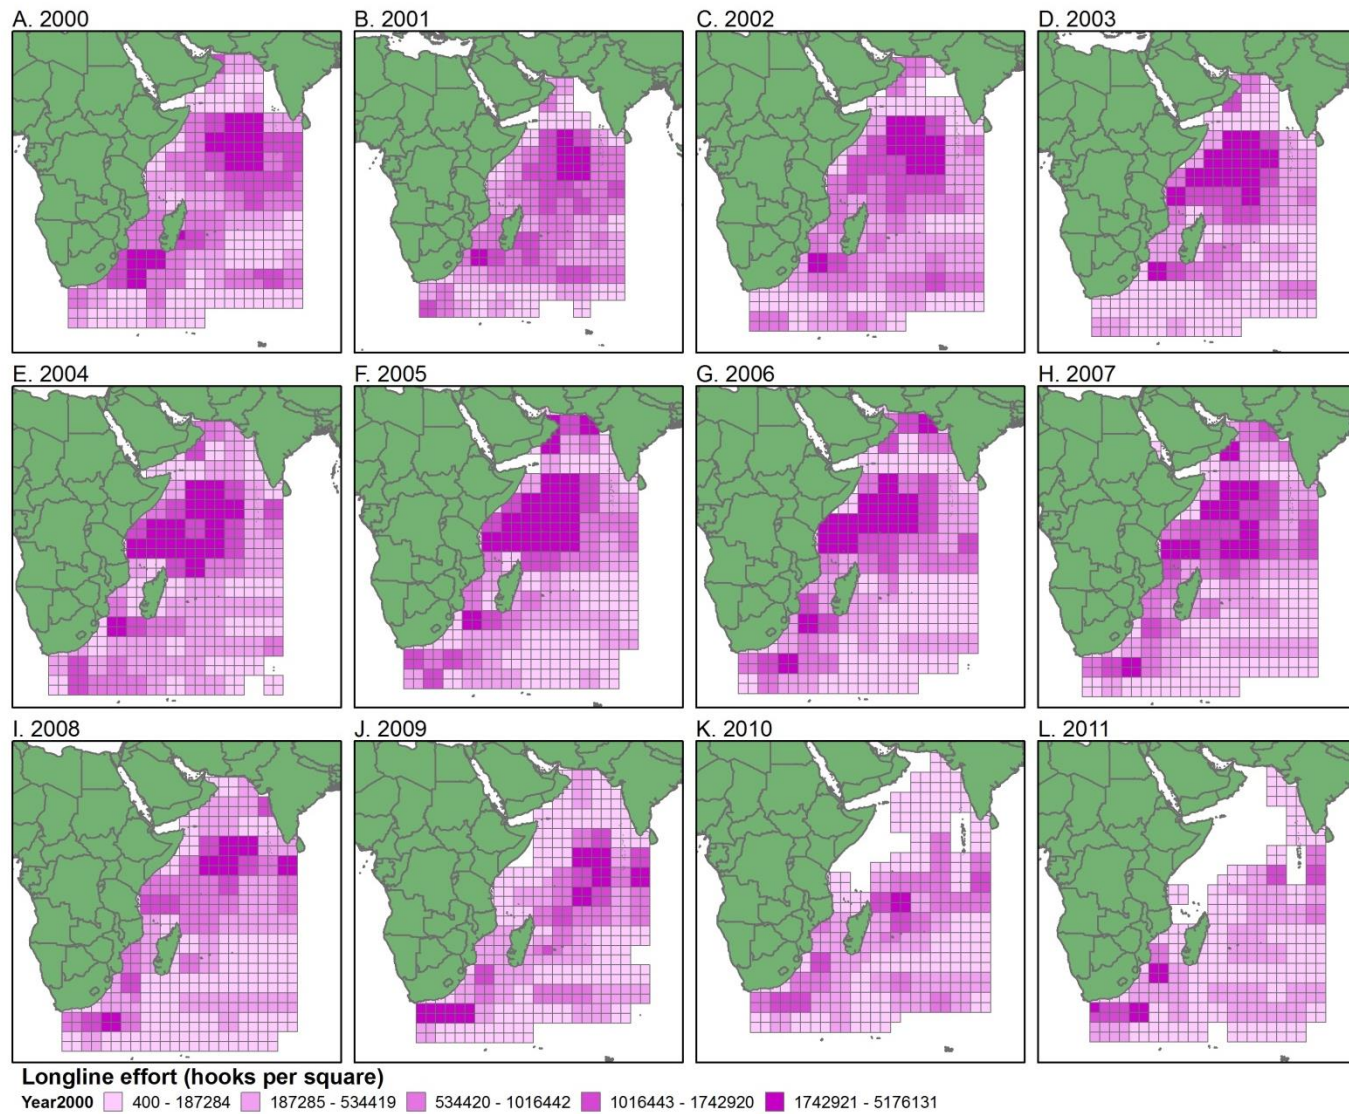 A. 2000
B. 2001
C. 2002
D. 2003
E. 2004
F. 2005
G. 2006
H. 2007
I. 2008
J. 2009
K. 2010
L. 2011
Longline effort (hooks per square)
Year2000 400 - 187284 187285 - 534419 534420 - 1016442 1016443 - 1742920 1742921 - 5176131